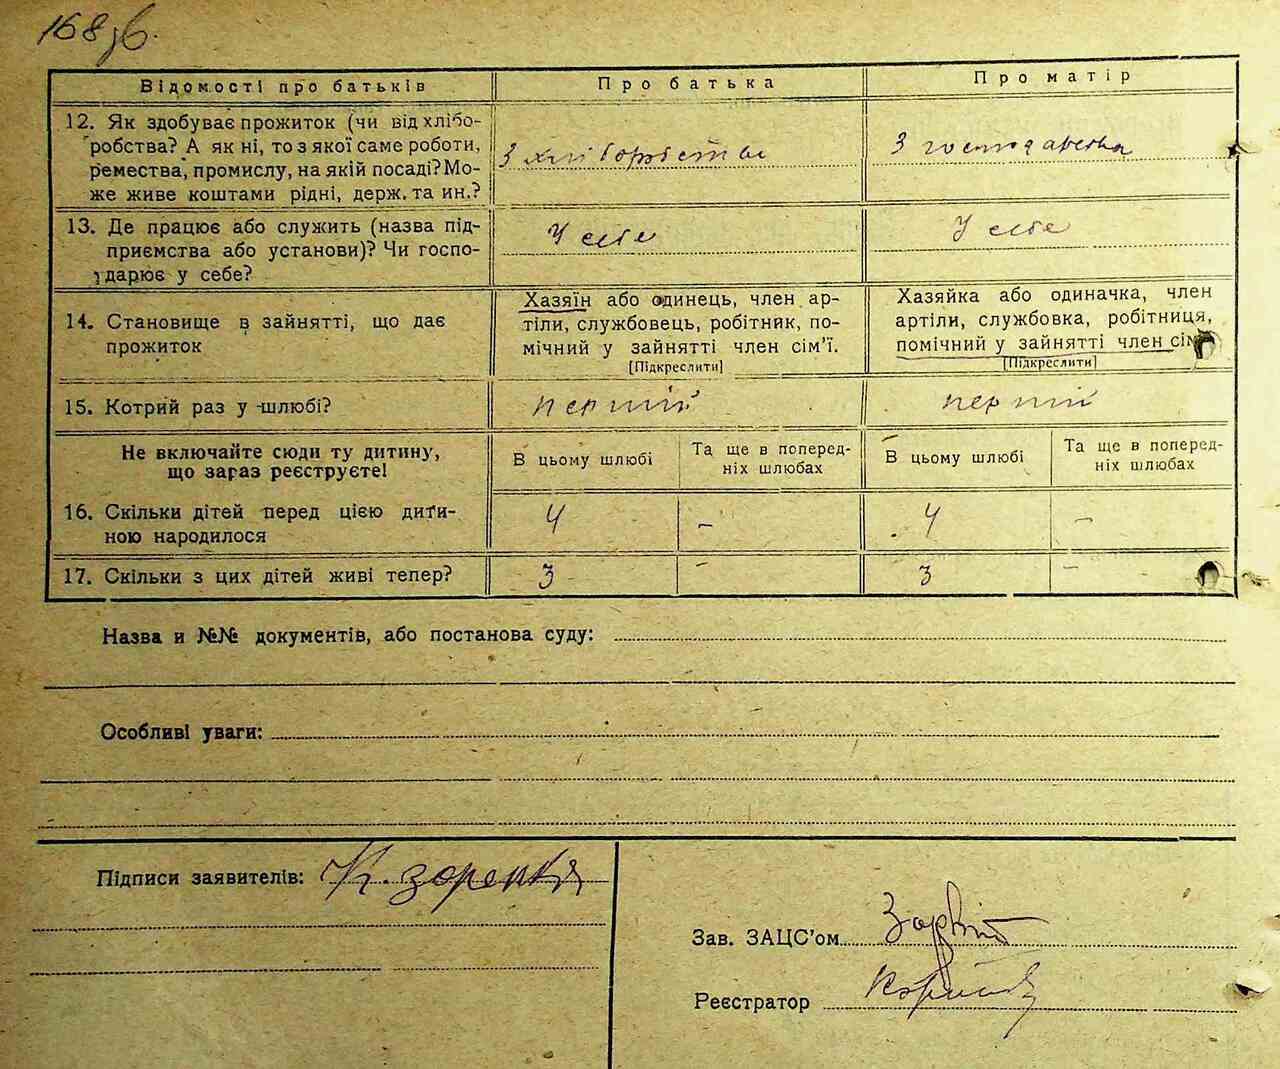 168 зв.
Відомості про батьків
Про батька
Про матір
12. Як здобуває прожиток (чи від хлібо-
робства? А як ні, то з якої саме роботи,
ремества, промислу, на якій посаді? Мо-
же живе коштами рідні, держ. та ин.?
З хліборобства
З господарства
13. Де працює або служить (назва під-
приємства або установи)? Чи госпо-
дарює у себе?
У себе
У себе
14. Становище в зайнятті, що дає
прожиток
Хазяїн або одинець, член ар-
тіли, службовець, робітник, по-
мічний у зайнятті член сім'ї.
[Підкреслити]
Хазяйка або одиначка, член
артіли, службовка, робітниця,
помічний у зайнятті член сім
[Підкреслити]
15. Котрий раз у шлюбі?
перший
перший
Не включайте сюди ту дитину,
що зараз реєструєте!
В цьому шлюбі
Та ще в поперед-
ніх шлюбах
В цьому шлюбі
Та ще в поперед-
ніх шлюбах
16. Скільки дітей перед цією дити-
ною народилося
4
-
4
-
17. Скільки з цих дітей живі тепер?
3
-
3
-
Назва и №№ документів, або постанова суду:
Особливі уваги:
Підписи заявителів:
Зав. ЗАЦС'ом
Реєстратор